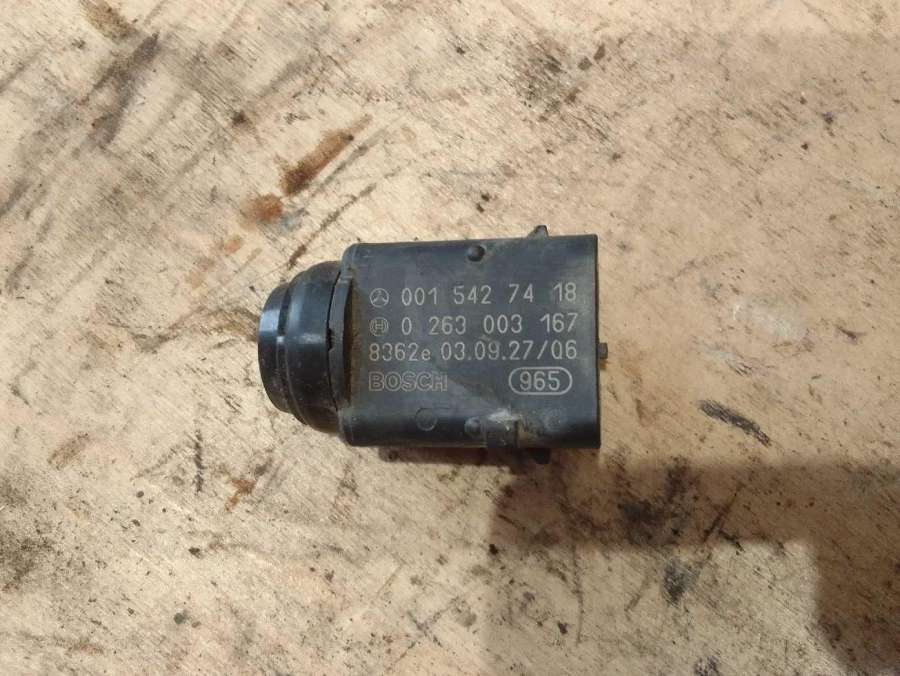 001 542 74 18
0 263 003 167
8362e 03.09.27/06
BOSCH 965